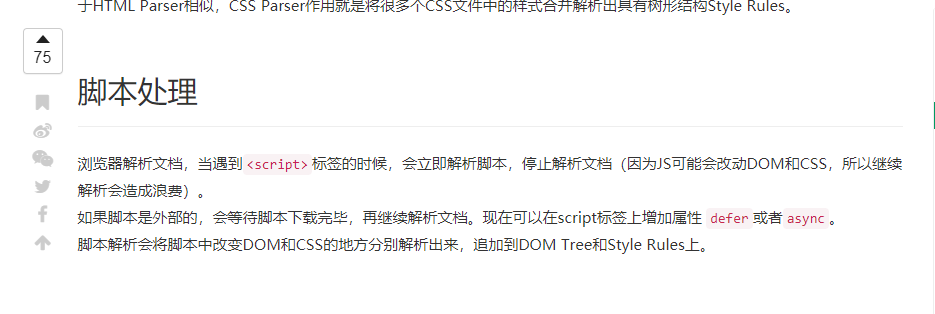 于HTML Parser相似，CSS Parser作用就是将很多个CSS文件中的样式合并解析出具有树形结构Style Rules。
75
脚本处理
浏览器解析文档，当遇到<script>标签的时候，会立即解析脚本，停止解析文档（因为JS可能会改动DOM和CSS，所以继续
解析会造成浪费）。
如果脚本是外部的，会等待脚本下载完毕，再继续解析文档。现在可以在script标签上增加属性 defer或者async。
脚本解析会将脚本中改变DOM和CSS的地方分别解析出来，追加到DOM Tree和Style Rules上。